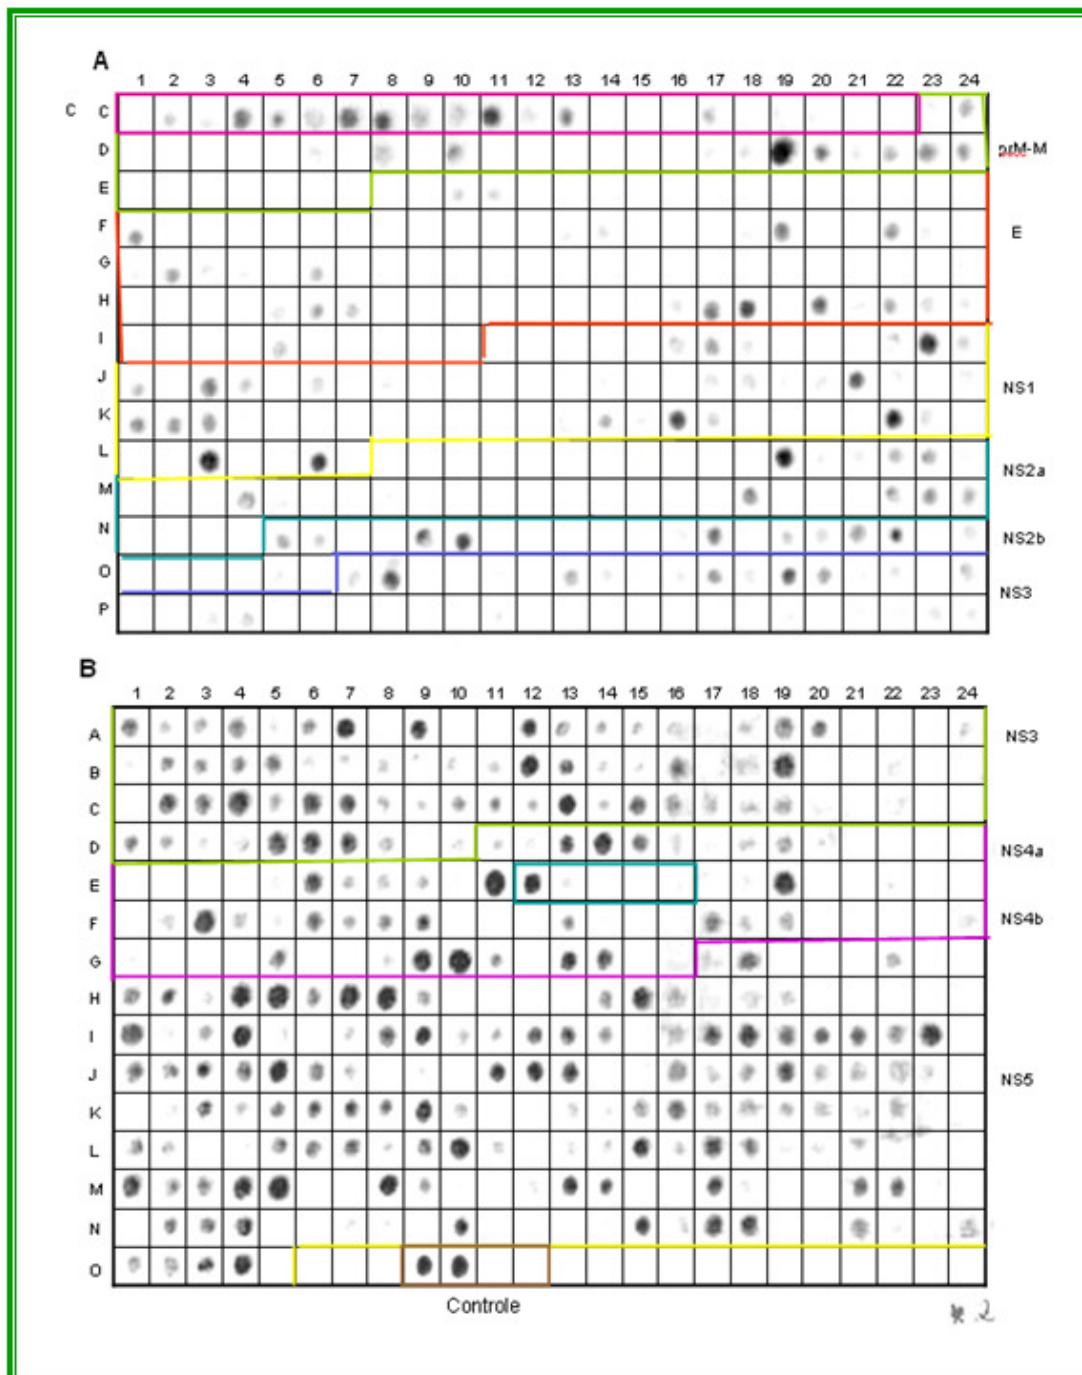 A
1 2 3 4 5 6 7 8 9 10 11 12 13 14 15 16 17 18 19 20 21 22 23 24
C C
D prM-M
E
F E
G
H
I
J NS1
K
L NS2a
M
N NS2b
O NS3
P
B
1 2 3 4 5 6 7 8 9 10 11 12 13 14 15 16 17 18 19 20 21 22 23 24
A NS3
B
C
D NS4a
E
F NS4b
G
H
I
J NS5
K
L
M
N
O
Controle